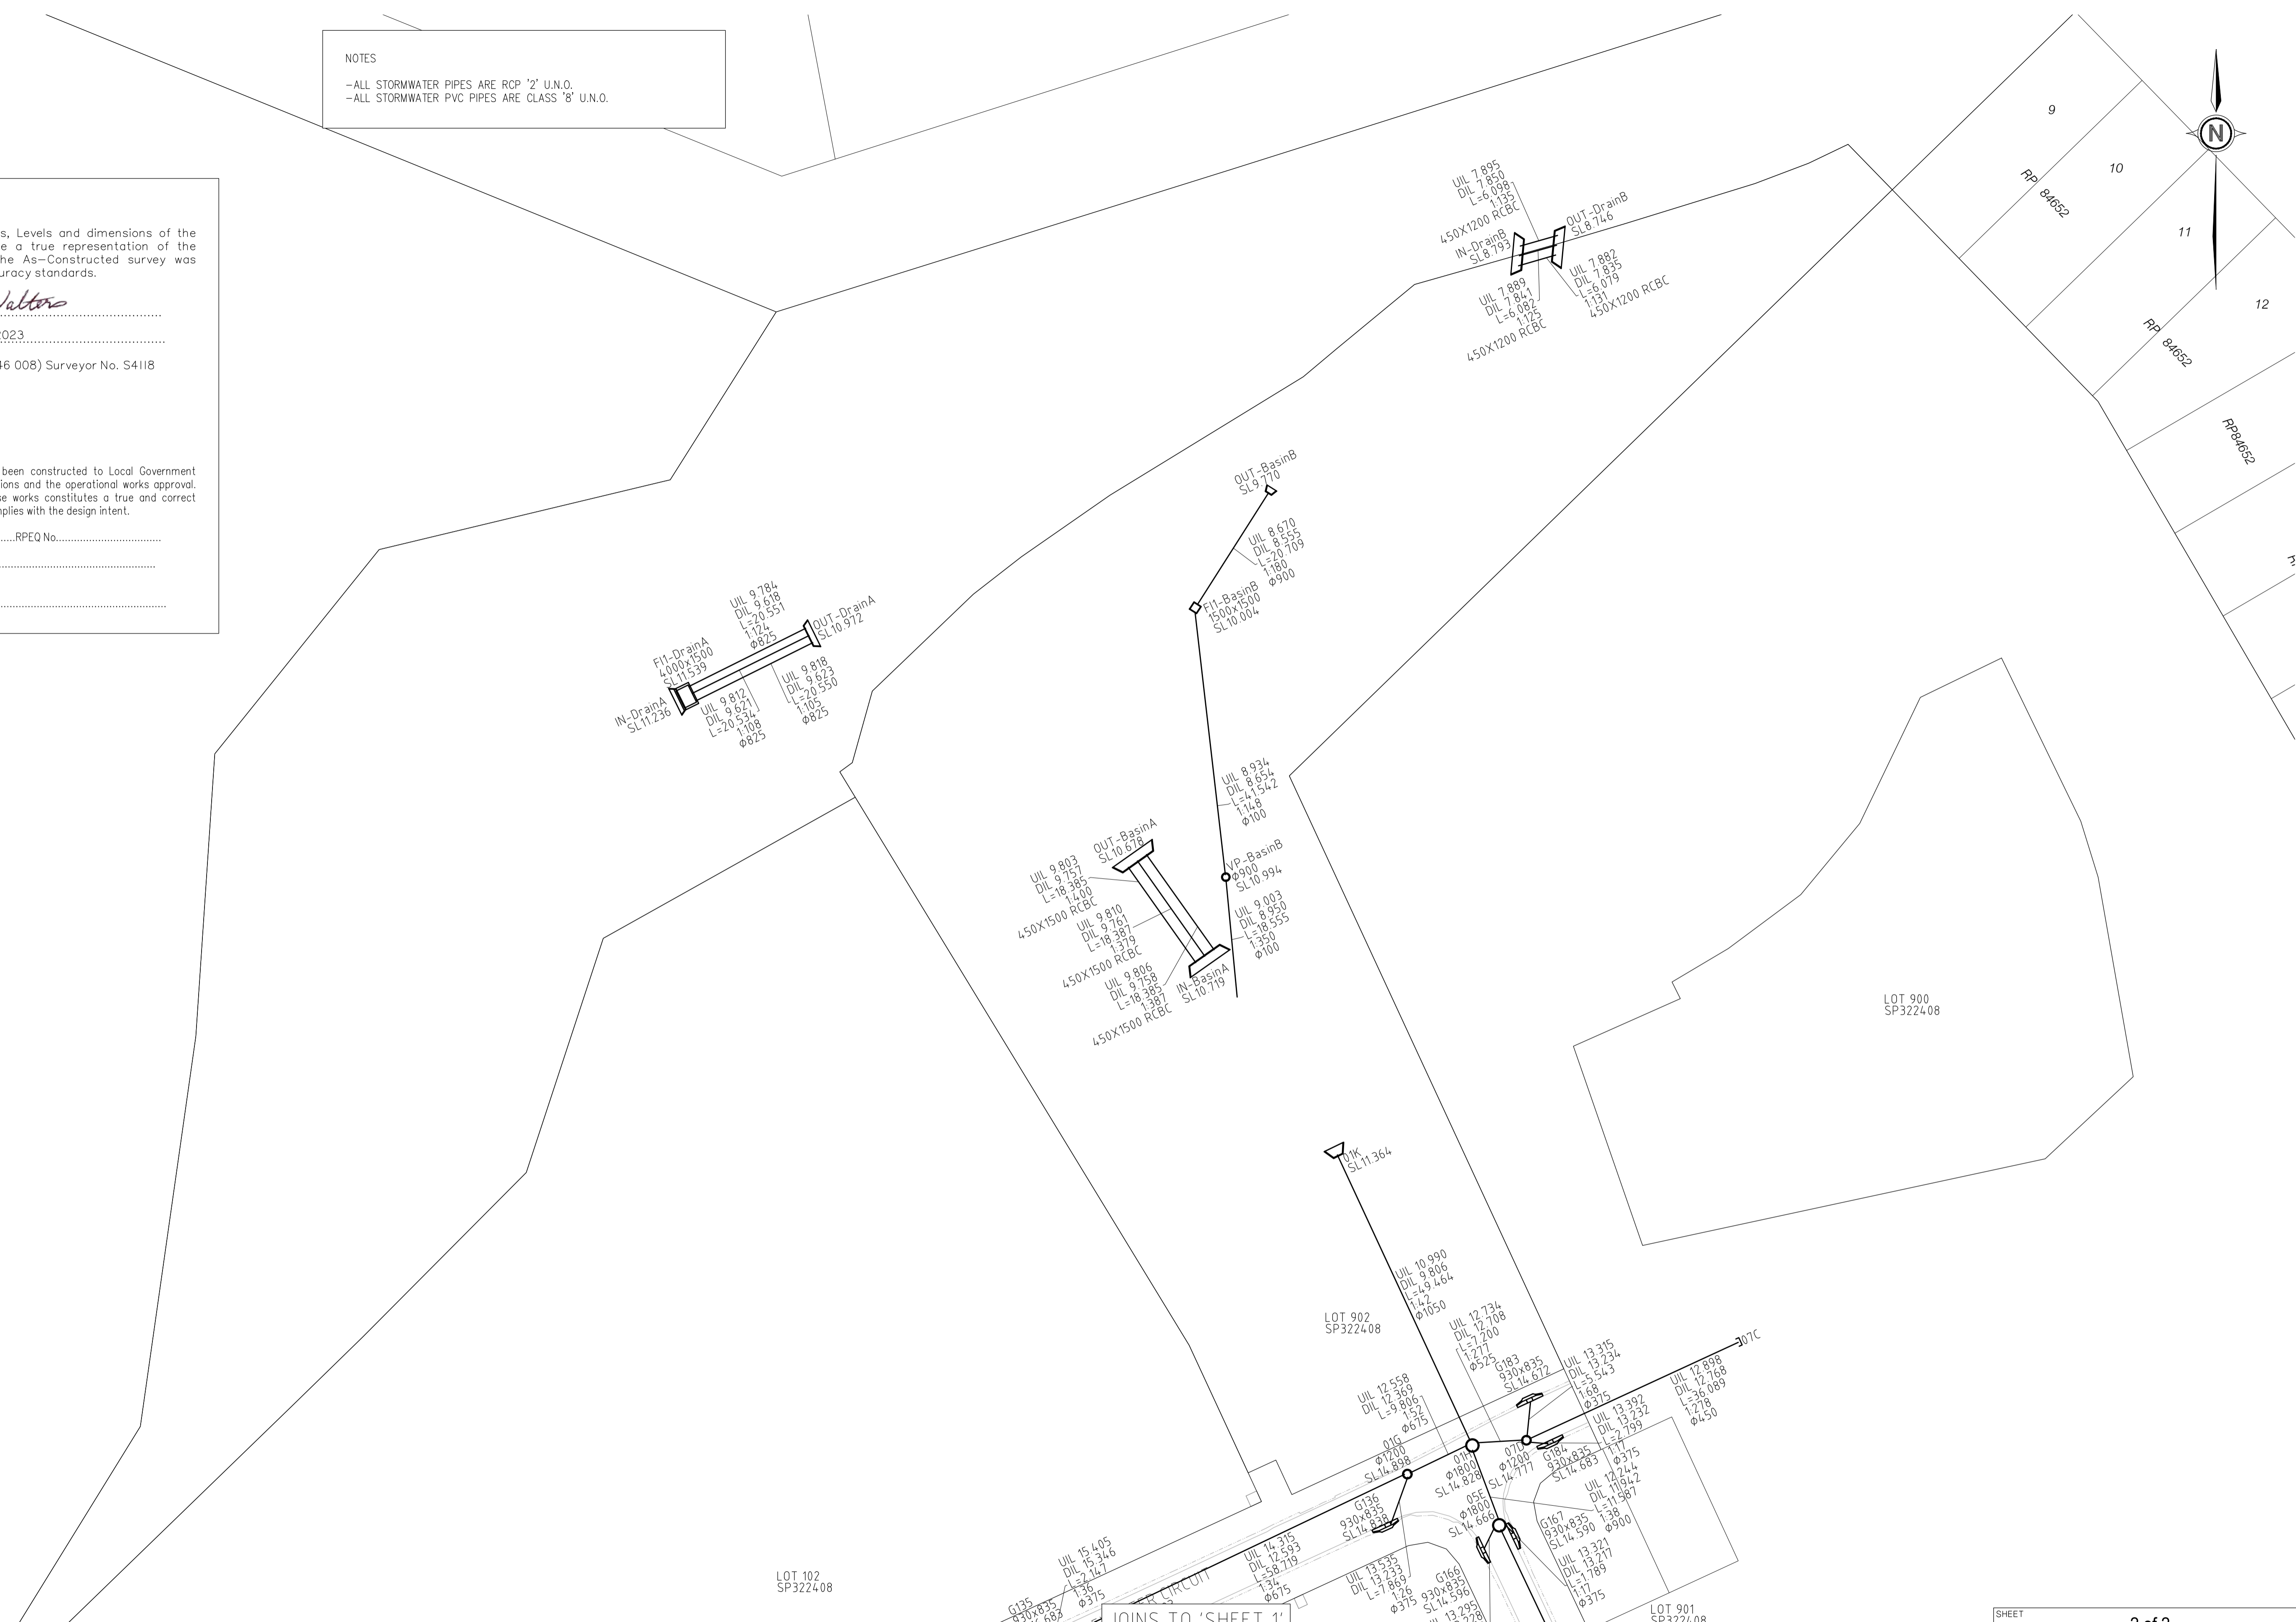 NOTES
-ALL STORMWATER PIPES ARE RCP '2' U.N.O.
-ALL STORMWATER PVC PIPES ARE CLASS '8' U.N.O.
s, Levels and dimensions of the
e a true representation of the
he As-Constructed survey was
uracy standards.
2023
46 008) Surveyor No. S4118
been constructed to Local Government
ions and the operational works approval.
se works constitutes a true and correct
mplies with the design intent.
RPEQ No
N
9
10
11
12
RP 84652
RP 84652
RP84652
UIL 7.895
DIL 7.850
L=6.098
1:135
450X1200 RCBC
IN-DrainB
SL8.793
OUT-DrainB
SL8.746
UIL 7.882
DIL 7.835
L=6.079
1:131
450X1200 RCBC
UIL 7.889
DIL 7.841
L=6.082
1:125
450X1200 RCBC
OUT-BasinB
SL9.770
UIL 8.670
DIL 8.555
L=20.709
1:180
Φ900
FI1-BasinB
1500x1500
SL10.004
UIL 9.784
DIL 9.618
L=20.551
1:124
Φ825
OUT-DrainA
SL10.972
FI1-DrainA
4000x1500
SL11.539
IN-DrainA
SL11.236
UIL 9.812
DIL 9.621
L=20.534
1:108
Φ825
UIL 9.818
DIL 9.623
L=20.550
1:105
Φ825
UIL 8.934
DIL 8.654
L=41.542
1:148
Φ100
VP-BasinB
Φ900
SL10.994
UIL 9.003
DIL 8.950
L=18.555
1:350
Φ100
OUT-BasinA
SL10.678
UIL 9.803
DIL 9.757
L=18.385
1:400
450X1500 RCBC
UIL 9.810
DIL 9.761
L=18.387
1:379
450X1500 RCBC
UIL 9.806
DIL 9.758
L=18.385
1:387
450X1500 RCBC
IN-BasinA
SL10.719
LOT 900
SP322408
01K
SL11.364
UIL 10.990
DIL 9.806
L=49.464
1:42
Φ1050
LOT 902
SP322408
UIL 12.734
DIL 12.708
L=7.200
1:277
Φ525
G183
930x835
SL14.672
UIL 13.315
DIL 13.234
L=5.543
1:68
Φ375
07C
UIL 12.898
DIL 12.768
L=36.089
1:278
Φ450
UIL 12.558
DIL 12.369
L=9.806
1:52
Φ675
01G
Φ1200
SL14.898
01H
Φ1800
SL14.828
07D
Φ1200
SL14.777
UIL 13.392
DIL 13.232
L=2.799
1:17
Φ375
G184
930x835
SL14.683
UIL 12.244
DIL 11.942
L=11.587
1:38
Φ900
05E
Φ1800
SL14.666
G136
930x835
SL14.838
G167
930x835
SL14.590
UIL 13.321
DIL 13.217
L=1.789
1:17
Φ375
UIL 14.315
DIL 12.593
L=58.719
1:34
Φ675
UIL 13.535
DIL 13.233
L=7.869
1:26
Φ375
G166
930x835
SL14.596
UIL 13.295
UIL 15.405
DIL 15.346
L=2.147
1:36
Φ375
G135
930x835
ER CIRCUIT
LOT 102
SP322408
JOINS TO 'SHEET 1'
LOT 901
SP322408
SHEET